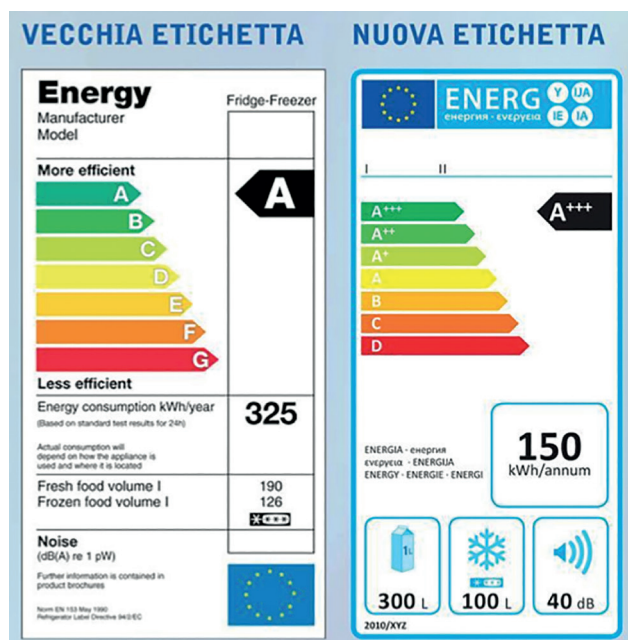 VECCHIA ETICHETTA
Energy
Manufacturer
Model
Fridge-Freezer
More efficient
A
A
B
C
D
E
F
G
Less efficient
Energy consumption kWh/year
325
(Based on standard test results for 24h)
Actual consumption will
depend on how the appliance is
used and where it is located
Fresh food volume l
190
Frozen food volume l
126
Noise
(dB(A) re 1 pW)
Further information is contained in
product brochures
Norm EN 153 May 1990
Refrigerator Label Directive 94/2/EC
NUOVA ETICHETTA
ENERG
енергия · ενεργεια
Y IJA
IE IA
I II
A+++
A+++
A++
A+
A
B
C
D
ENERGIA · енергия
ενεργεια · ENERGIJA
ENERGY · ENERGIE · ENERGI
150
kWh/annum
1L
300 L
100 L
40 dB
2010/XYZ